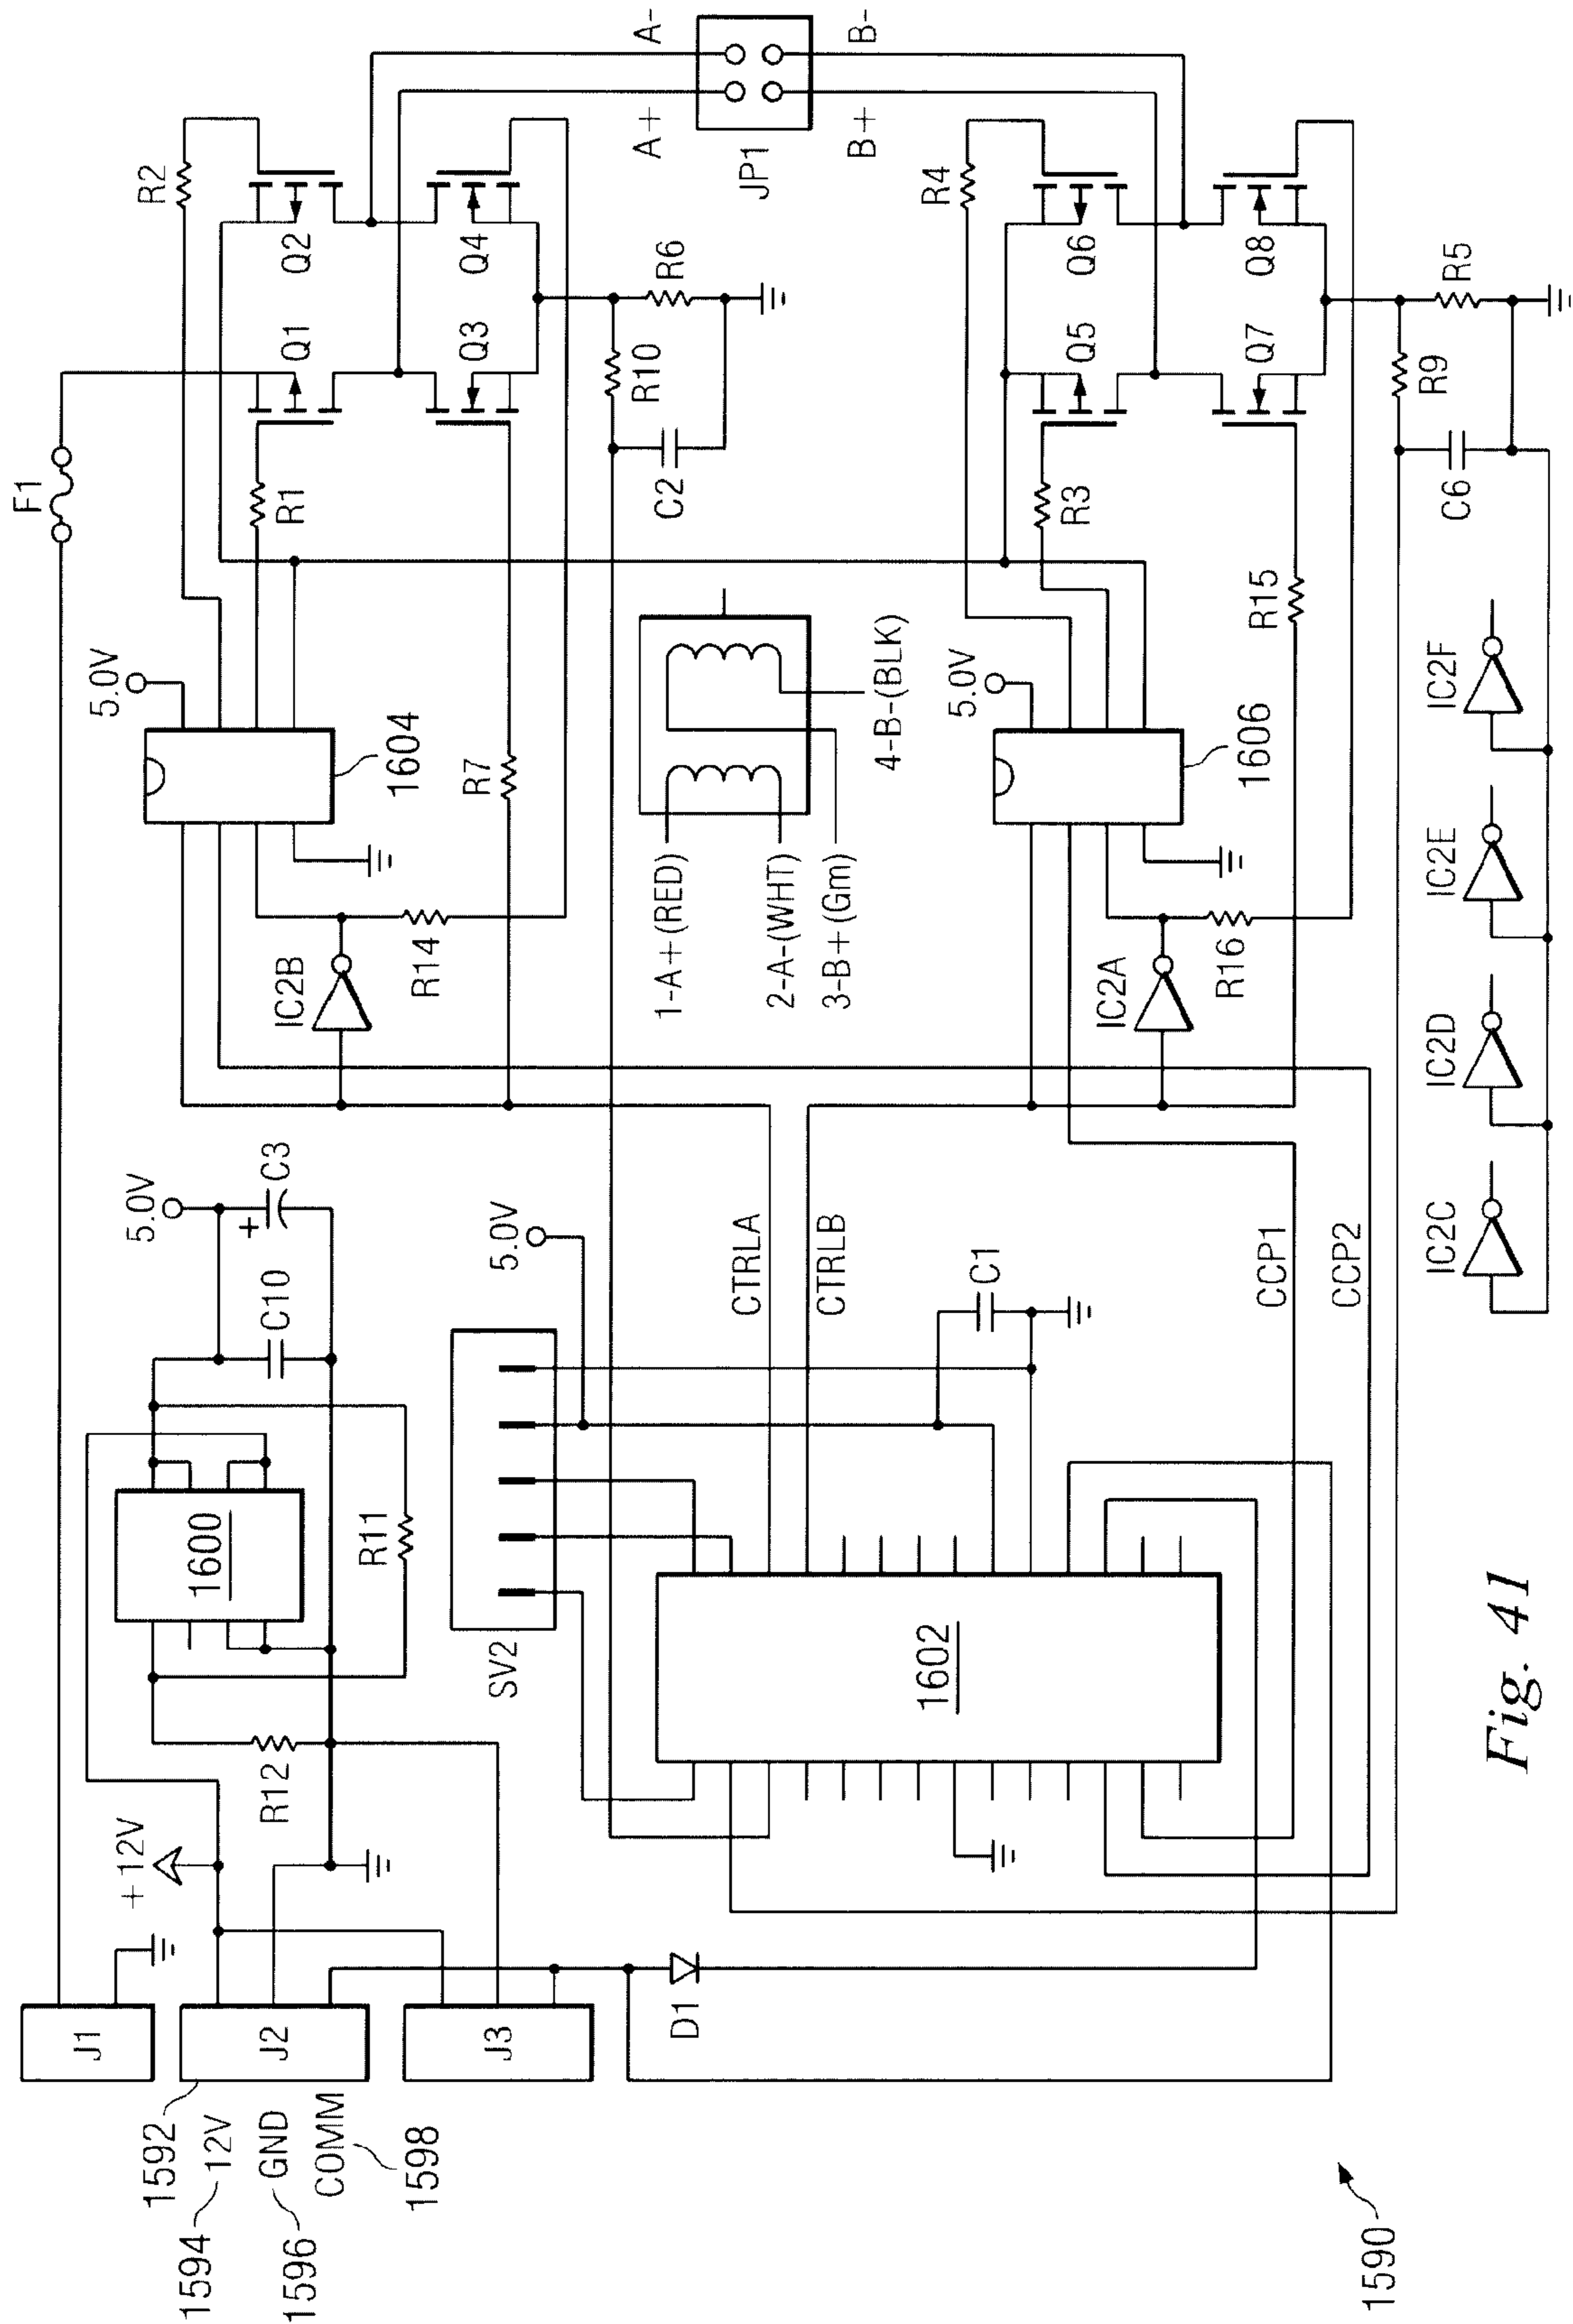 F1
R2
A-
A+
5.0V
Q2
Q1
R1
1604
Q4
Q3
R7
IC2B
R14
R10
R6
C2
JP1
B+
B-
1-A+(RED)
2-A-(WHT)
3-B+(Gm)
4-B-(BLK)
5.0V
R4
Q6
Q5
R3
1606
Q8
Q7
R15
IC2A
R16
R9
R5
C6
J1
1592
J2
1594
12V
1596
GND
COMM
1598
J3
+12V
R12
1600
R11
C10
5.0V
+
C3
SV2
5.0V
CTRLA
CTRLB
C1
1602
CCP1
CCP2
D1
IC2C
IC2D
IC2E
IC2F
1590
Fig. 41